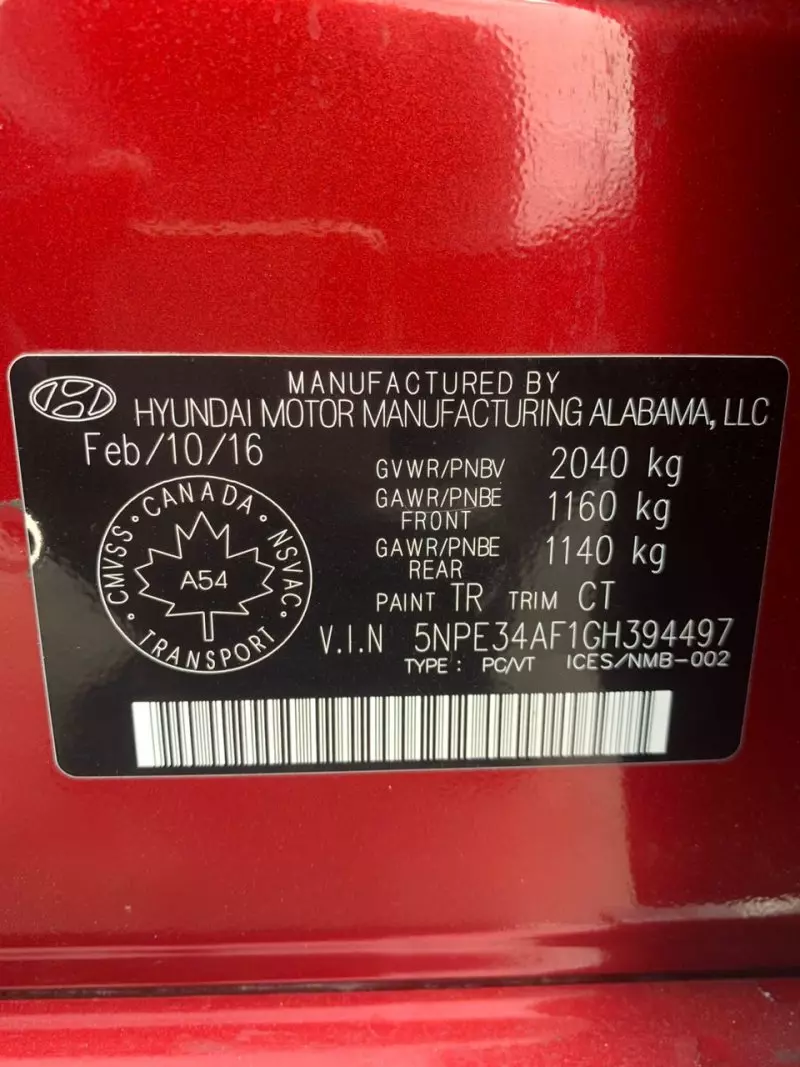 MANUFACTURED BY
HYUNDAI MOTOR MANUFACTURING ALABAMA, LLC
Feb/10/16
GVWR/PNBV 2040 kg
GAWR/PNBE FRONT 1160 kg
GAWR/PNBE REAR 1140 kg
PAINT TR TRIM CT
V.I.N 5NPE34AF1GH394497
TYPE: PC/VT ICES/NMB-002
CMVSS · CANADA · NSVAC · TRANSPORT ·
A54